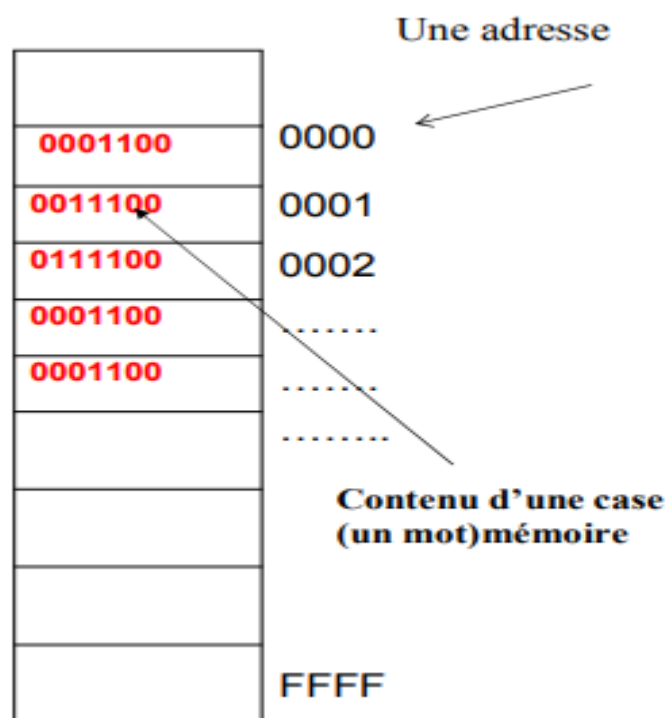 Une adresse
0001100 0000
0011100 0001
0111100 0002
0001100 .......
0001100 .......
........
Contenu d'une case
(un mot)mémoire
FFFF